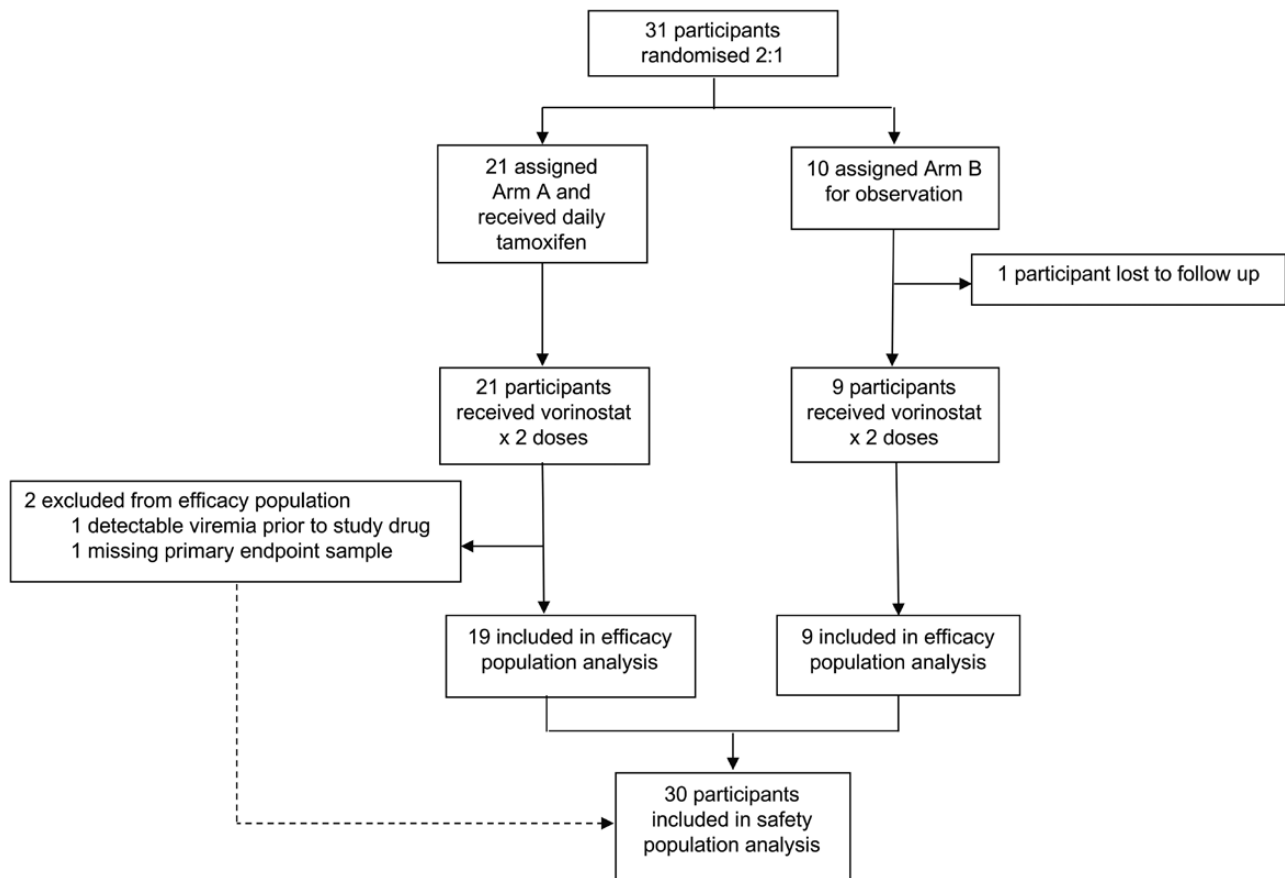 31 participants
randomised 2:1
21 assigned
Arm A and
received daily
tamoxifen
10 assigned Arm B
for observation
1 participant lost to follow up
21 participants
received vorinostat
x 2 doses
9 participants
received vorinostat
x 2 doses
2 excluded from efficacy population
1 detectable viremia prior to study drug
1 missing primary endpoint sample
19 included in efficacy
population analysis
9 included in efficacy
population analysis
30 participants
included in safety
population analysis